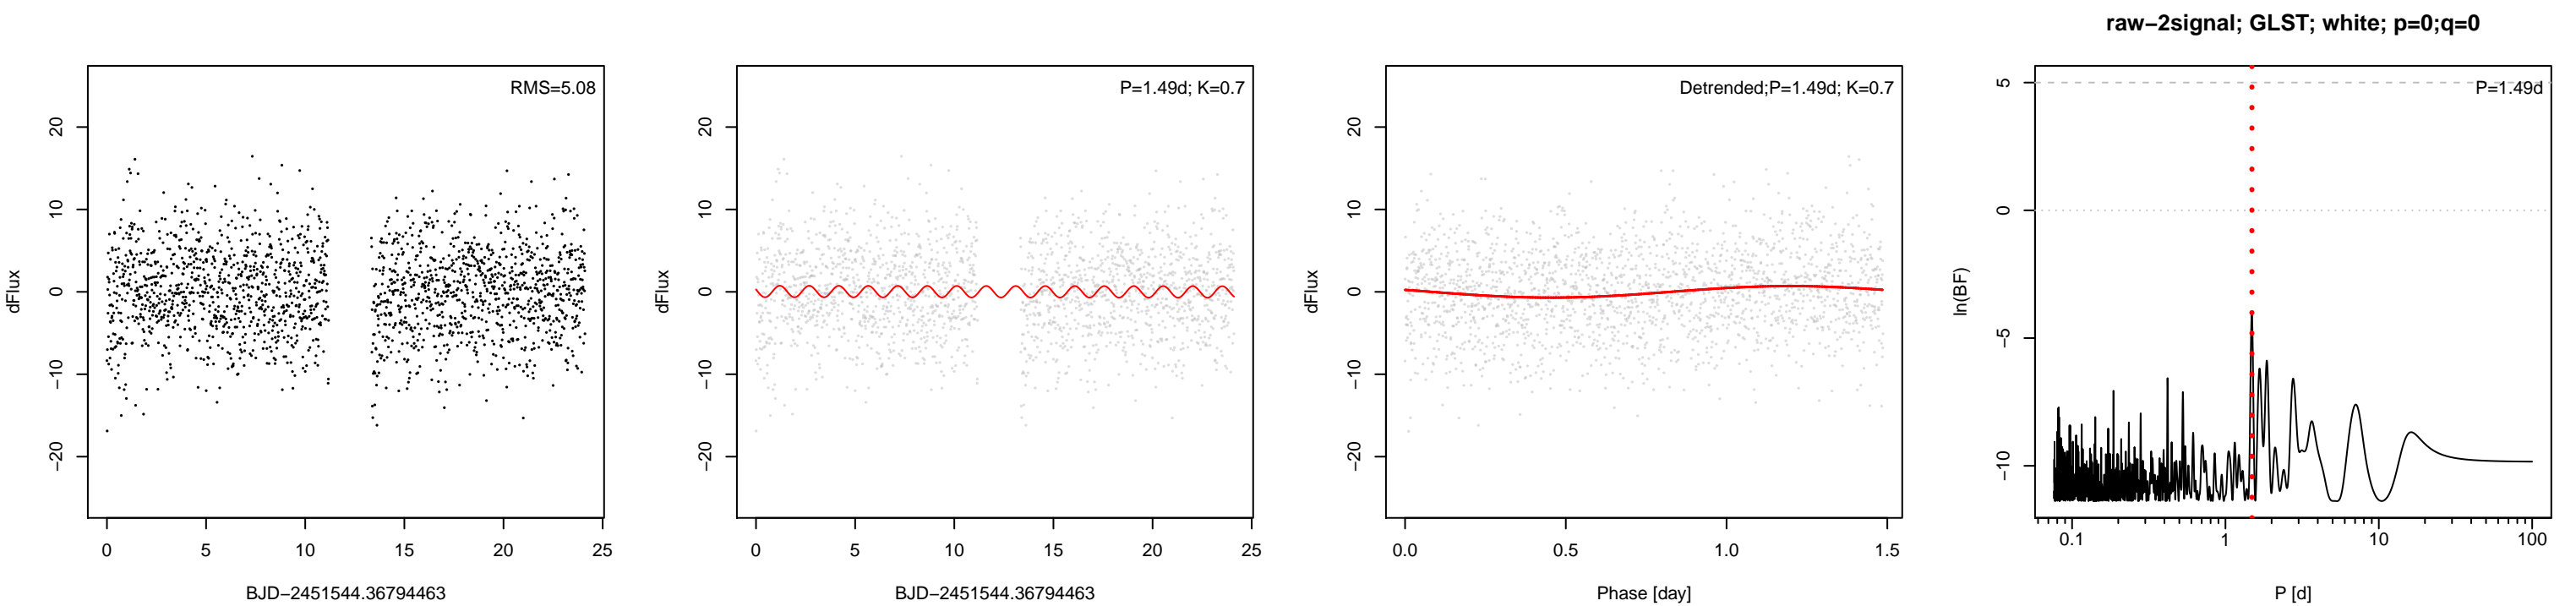 raw−2signal; GLST; white; p=0;q=0
RMS=5.08
dFlux
20
10
0
−10
−20
0 5 10 15 20 25
BJD−2451544.36794463
P=1.49d; K=0.7
dFlux
20
10
0
−10
−20
0 5 10 15 20 25
BJD−2451544.36794463
Detrended;P=1.49d; K=0.7
dFlux
20
10
0
−10
−20
0.0 0.5 1.0 1.5
Phase [day]
P=1.49d
ln(BF)
5
0
−5
−10
0.1 1 10 100
P [d]